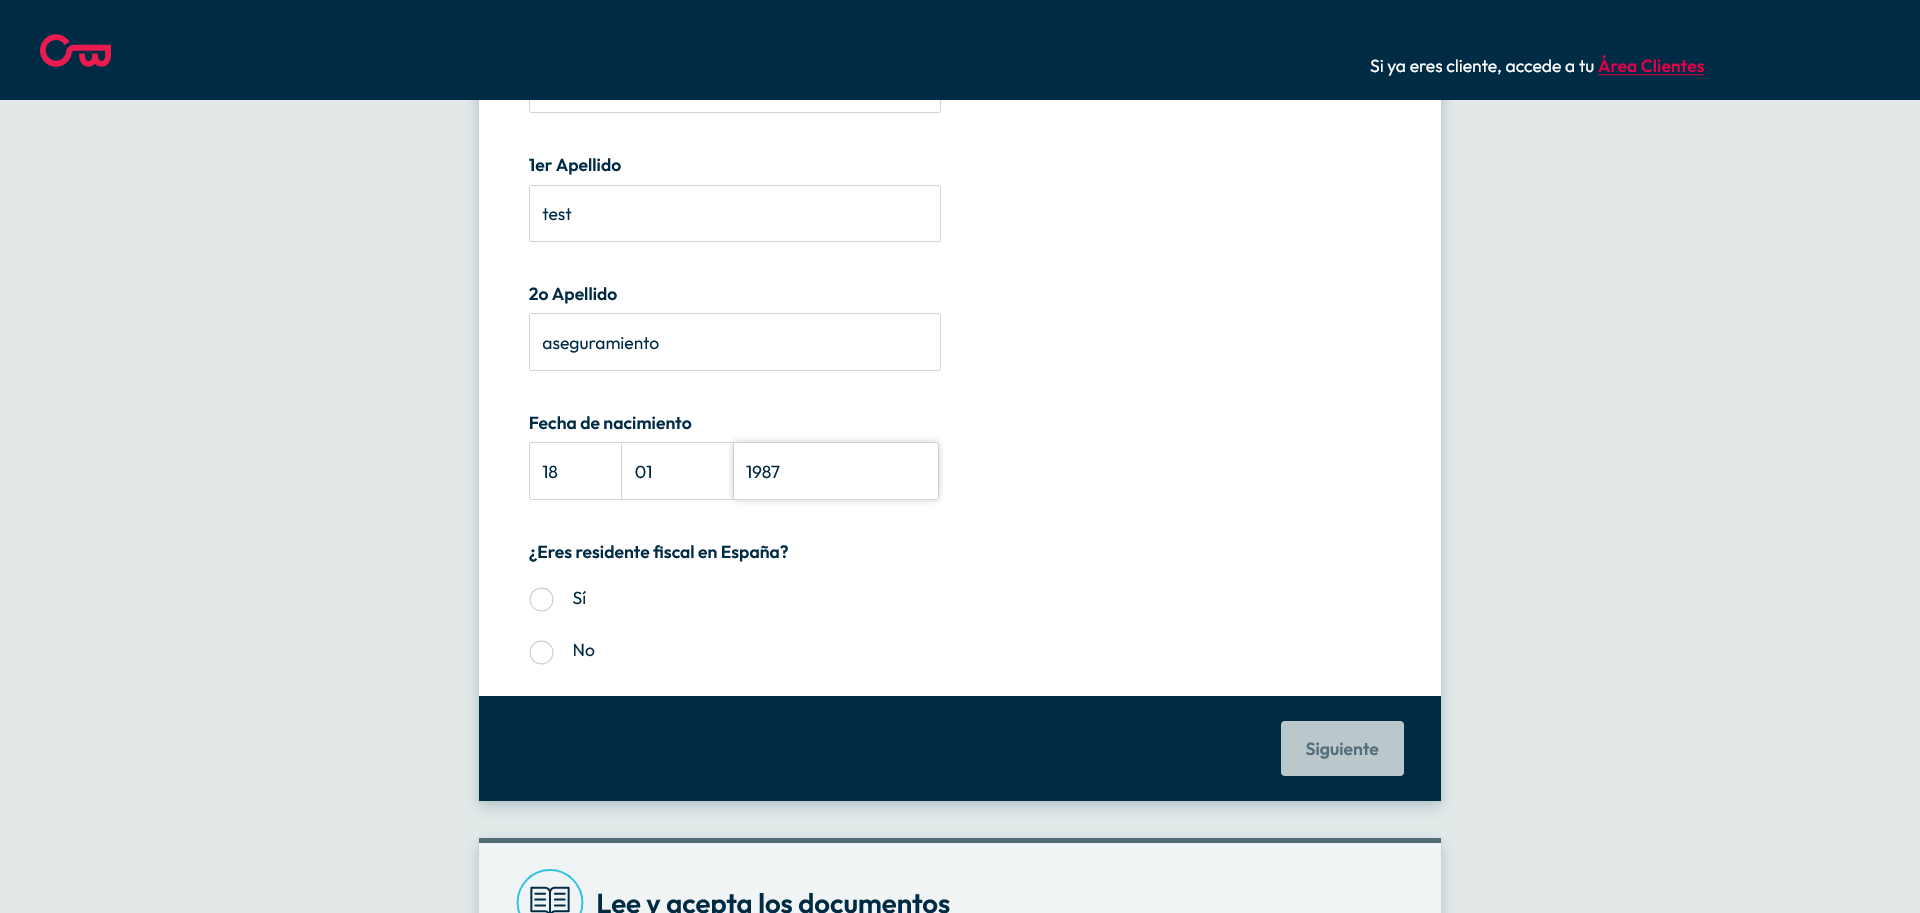 Si ya eres cliente, accede a tu Área Clientes
1er Apellido
test
2o Apellido
aseguramiento
Fecha de nacimiento
18 01 1987
¿Eres residente fiscal en España?
Sí
No
Siguiente
Lee y acepta los documentos